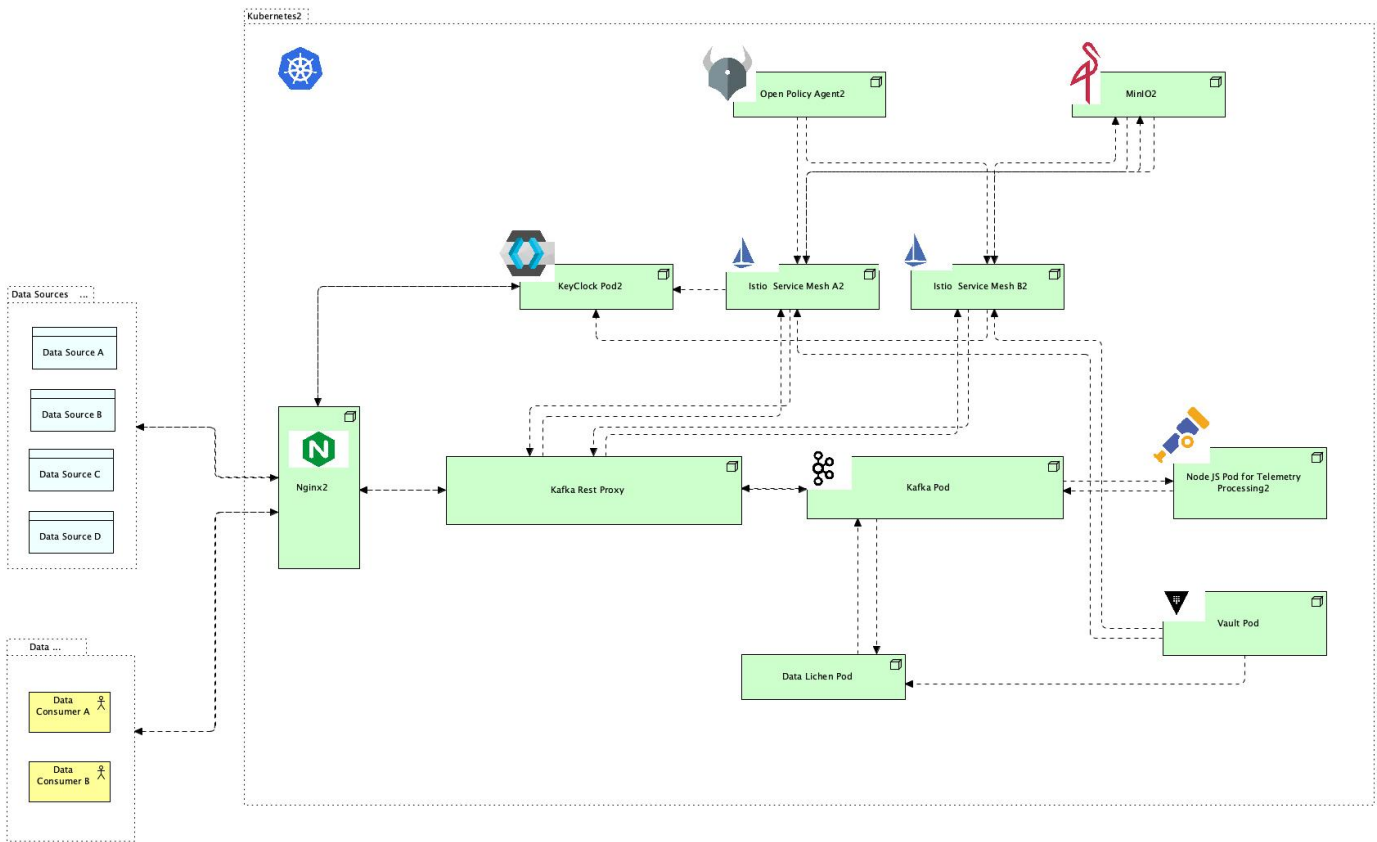 Kubernetes2
Open Policy Agent2
MinIO2
KeyClock Pod2
Istio Service Mesh A2
Istio Service Mesh B2
Data Sources ...
Data Source A
Data Source B
Data Source C
Data Source D
N
Nginx2
Kafka Rest Proxy
Kafka Pod
Node JS Pod for Telemetry
Processing2
Vault Pod
Data Lichen Pod
Data ...
Data
Consumer A
Data
Consumer B